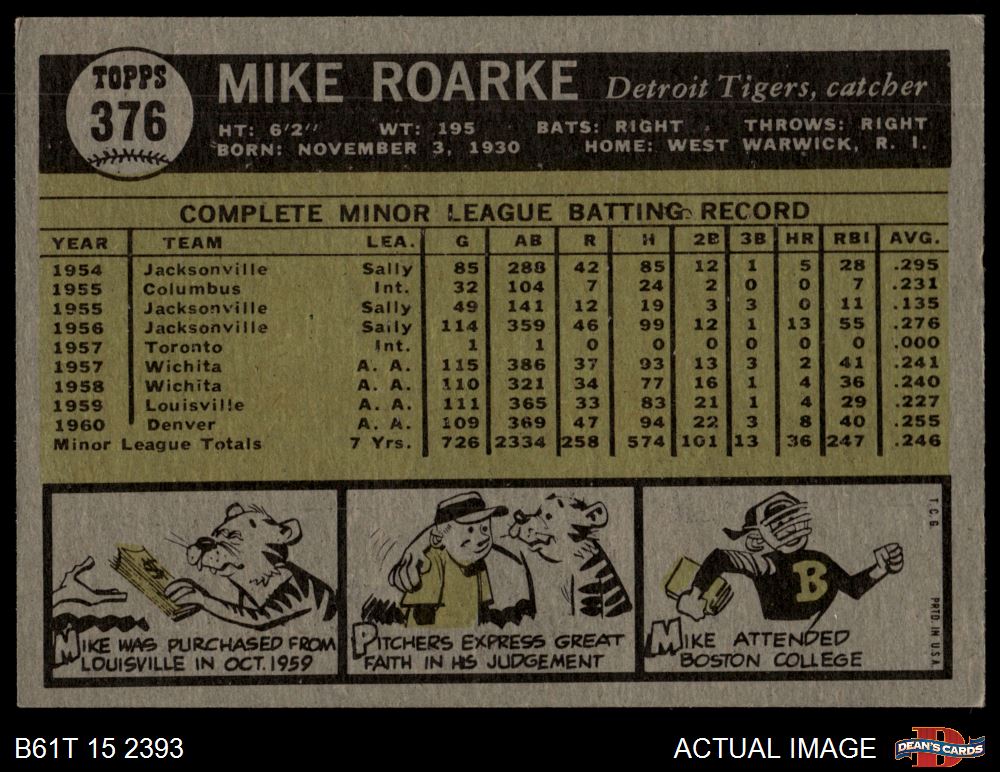 TOPPS
376
MIKE ROARKE Detroit Tigers, catcher
HT: 6'2" WT: 195 BATS: RIGHT THROWS: RIGHT
BORN: NOVEMBER 3, 1930 HOME: WEST WARWICK, R. I.
COMPLETE MINOR LEAGUE BATTING RECORD
YEAR TEAM LEA. G AB R H 2B 3B HR RBI AVG.
1954 Jacksonville Sally 85 288 42 85 12 1 5 28 .295
1955 Columbus Int. 32 104 7 24 2 0 0 7 .231
1955 Jacksonville Sally 49 141 12 19 3 3 0 11 .135
1956 Jacksonville Sally 114 359 46 99 12 1 13 55 .276
1957 Toronto Int. 1 1 0 0 0 0 0 0 .000
1957 Wichita A. A. 115 386 37 93 13 3 2 41 .241
1958 Wichita A. A. 110 321 34 77 16 1 4 36 .240
1959 Louisville A. A. 111 365 33 83 21 1 4 29 .227
1960 Denver A. A. 109 369 47 94 22 3 8 40 .255
Minor League Totals 7 Yrs. 726 2334 258 574 101 13 36 247 .246
MIKE WAS PURCHASED FROM
LOUISVILLE IN OCT. 1959
PITCHERS EXPRESS GREAT
FAITH IN HIS JUDGEMENT
B
MIKE ATTENDED
BOSTON COLLEGE
T. C. G.
PRTD. IN U.S.A.
B61T 15 2393
ACTUAL IMAGE
D
DEAN'S CARDS